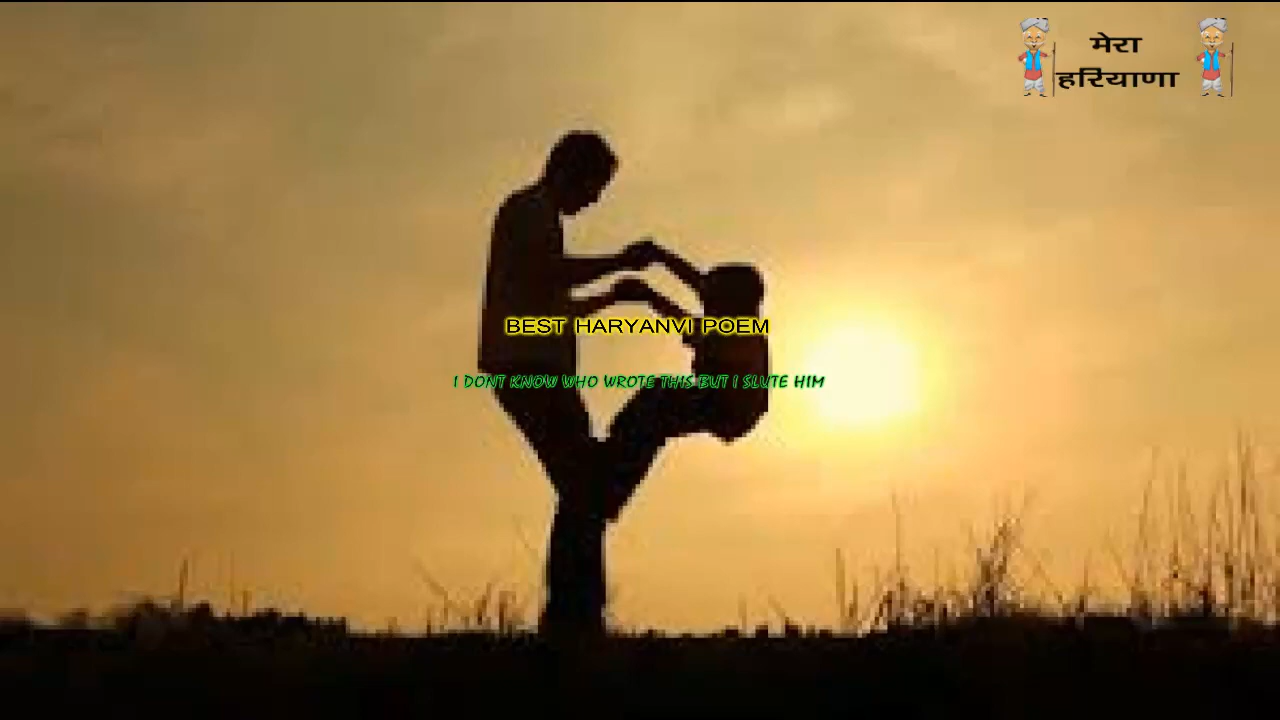 मेरा
हरियाणा
BEST HARYANVI POEM
I DONT KNOW WHO WROTE THIS BUT I SLUTE HIM